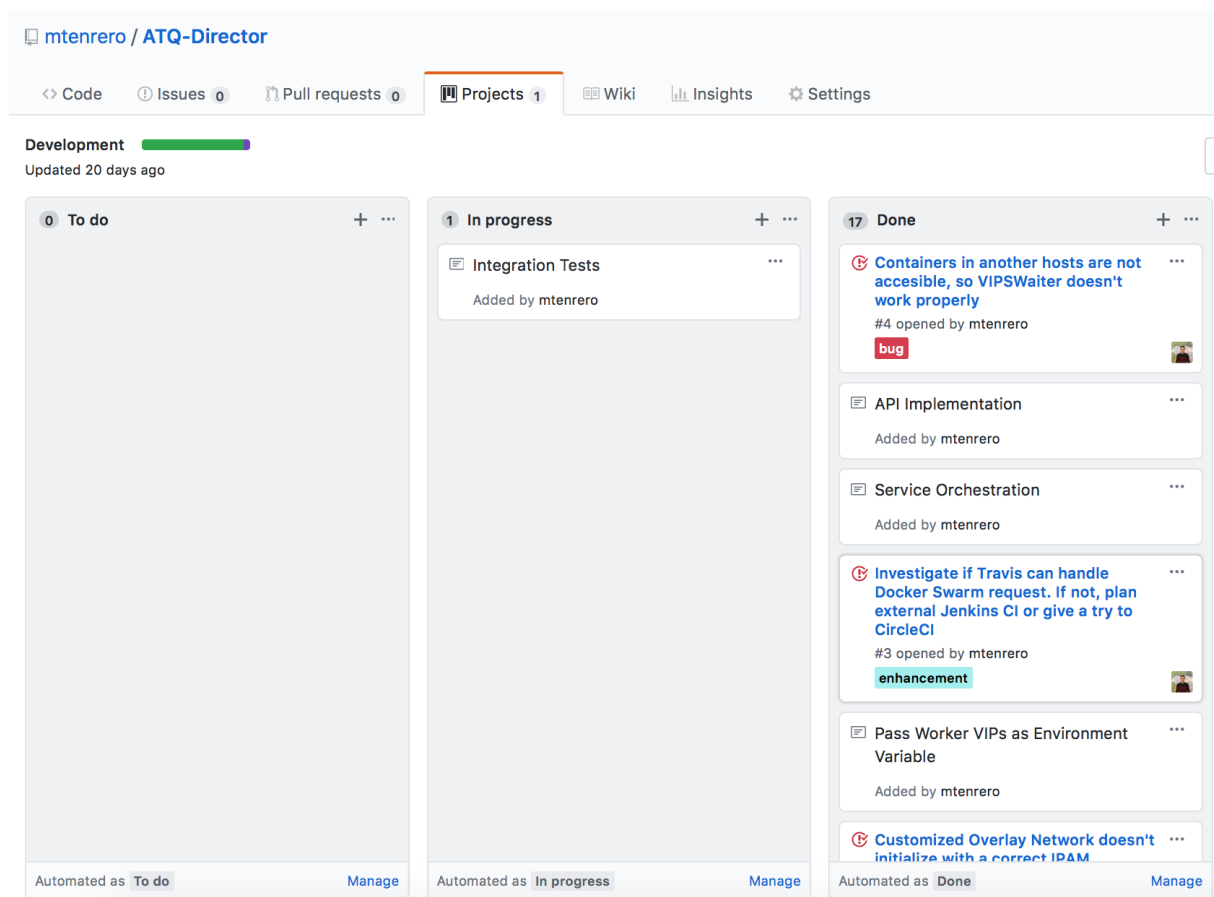 mtenrero / ATQ-Director
Code Issues 0 Pull requests 0 Projects 1 Wiki Insights Settings
Development
Updated 20 days ago
0 To do
Automated as To do Manage
1 In progress
Integration Tests
Added by mtenrero
Automated as In progress Manage
17 Done
Containers in another hosts are not
accesible, so VIPSWaiter doesn't
work properly
#4 opened by mtenrero
bug
API Implementation
Added by mtenrero
Service Orchestration
Added by mtenrero
Investigate if Travis can handle
Docker Swarm request. If not, plan
external Jenkins CI or give a try to
CircleCI
#3 opened by mtenrero
enhancement
Pass Worker VIPs as Environment
Variable
Added by mtenrero
Customized Overlay Network doesn't
initialize with a correct IPAM
Automated as Done Manage